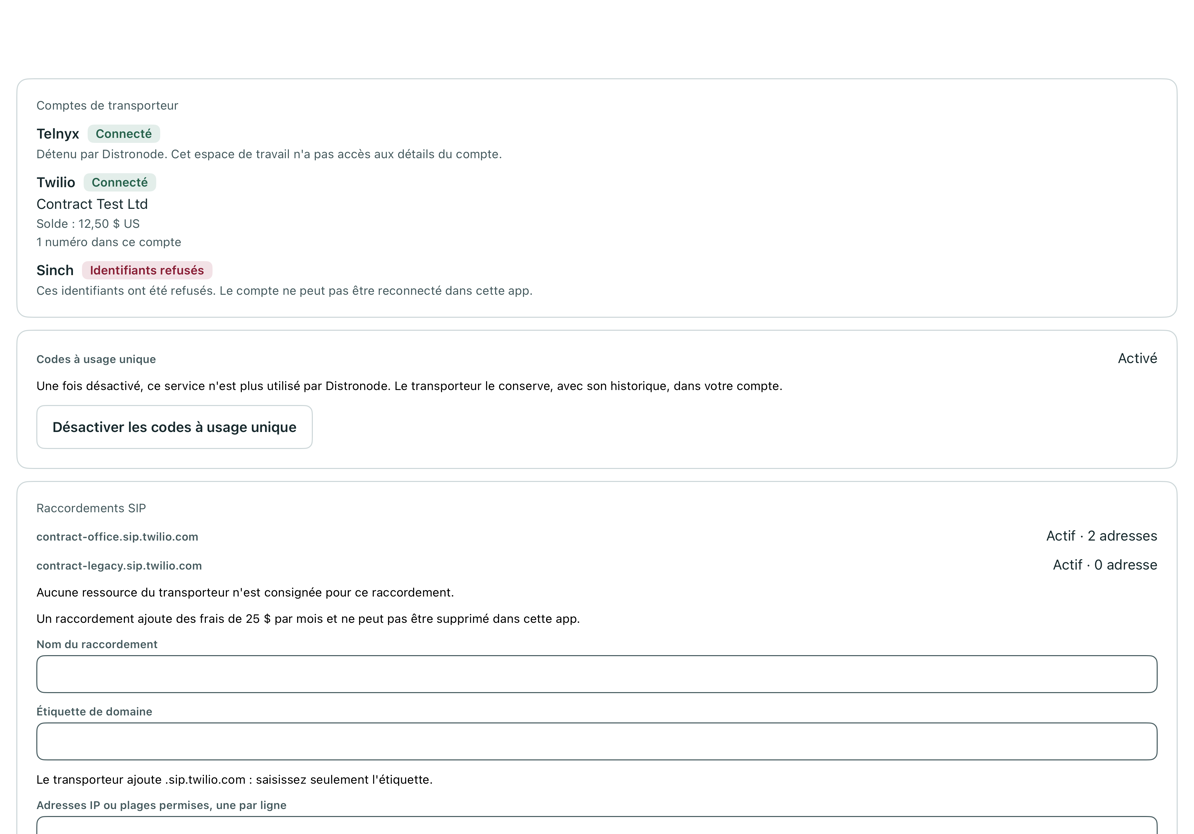 Comptes de transporteur
Telnyx Connecté
Détenu par Distronode. Cet espace de travail n'a pas accès aux détails du compte.
Twilio Connecté
Contract Test Ltd
Solde : 12,50 $ US
1 numéro dans ce compte
Sinch Identifiants refusés
Ces identifiants ont été refusés. Le compte ne peut pas être reconnecté dans cette app.
Codes à usage unique Activé
Une fois désactivé, ce service n'est plus utilisé par Distronode. Le transporteur le conserve, avec son historique, dans votre compte.
Désactiver les codes à usage unique
Raccordements SIP
contract-office.sip.twilio.com Actif · 2 adresses
contract-legacy.sip.twilio.com Actif · 0 adresse
Aucune ressource du transporteur n'est consignée pour ce raccordement.
Un raccordement ajoute des frais de 25 $ par mois et ne peut pas être supprimé dans cette app.
Nom du raccordement
Étiquette de domaine
Le transporteur ajoute .sip.twilio.com : saisissez seulement l'étiquette.
Adresses IP ou plages permises, une par ligne